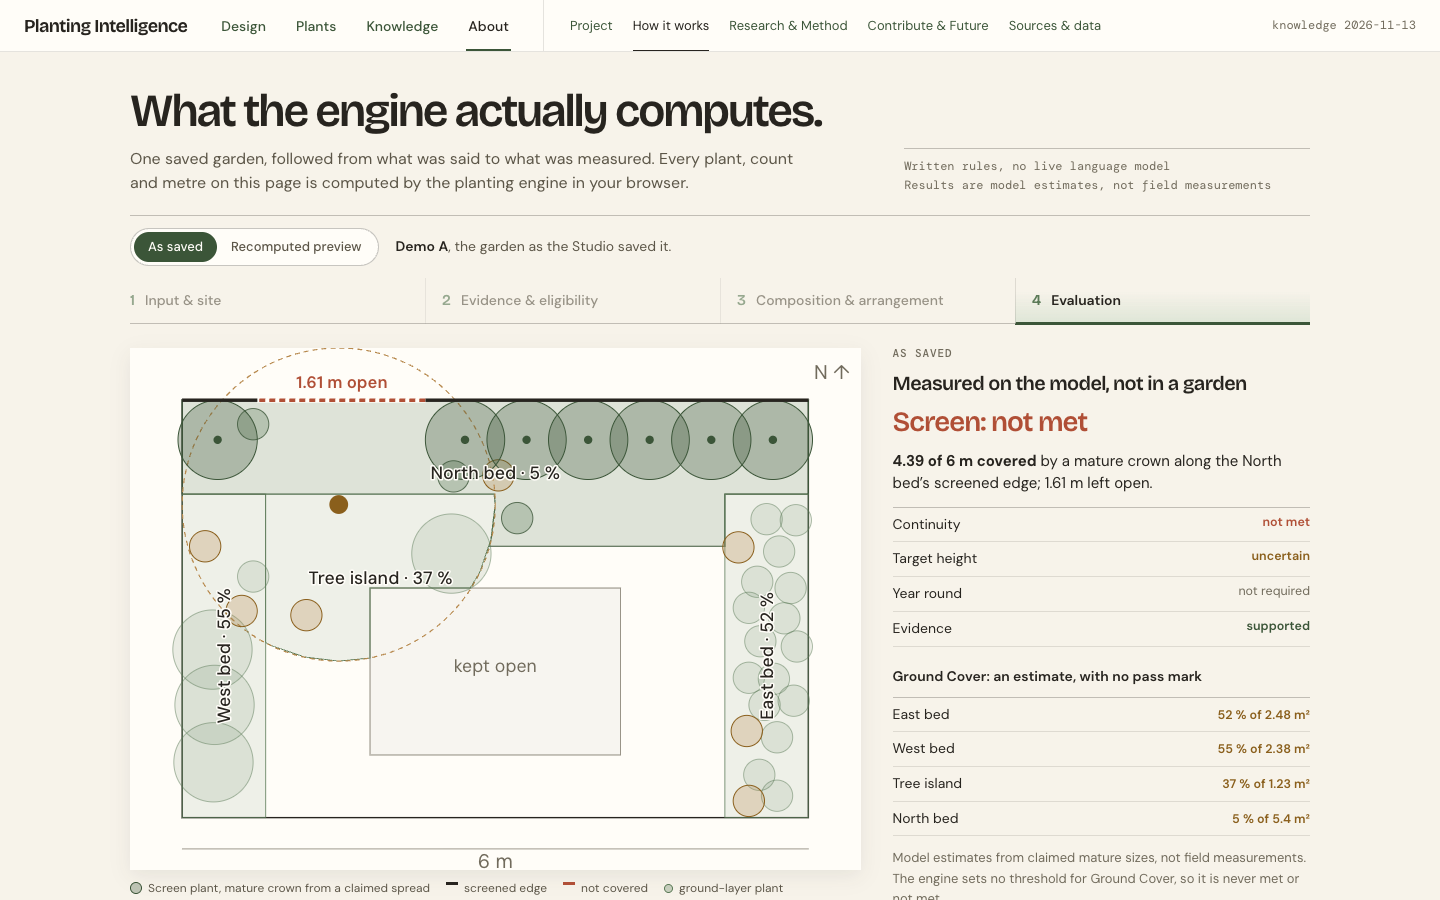 Planting Intelligence
Design
Plants
Knowledge
About
Project
How it works
Research & Method
Contribute & Future
Sources & data
knowledge 2026-11-13
What the engine actually computes.
One saved garden, followed from what was said to what was measured. Every plant, count
and metre on this page is computed by the planting engine in your browser.
Written rules, no live language model
Results are model estimates, not field measurements
As saved
Recomputed preview
Demo A, the garden as the Studio saved it.
1 Input & site
2 Evidence & eligibility
3 Composition & arrangement
4 Evaluation
1.61 m open
N ↑
North bed · 5 %
Tree island · 37 %
West bed · 55 %
East bed · 52 %
kept open
6 m
Screen plant, mature crown from a claimed spread
screened edge
not covered
ground-layer plant
AS SAVED
Measured on the model, not in a garden
Screen: not met
4.39 of 6 m covered by a mature crown along the North
bed's screened edge; 1.61 m left open.
Continuity not met
Target height uncertain
Year round not required
Evidence supported
Ground Cover: an estimate, with no pass mark
East bed 52 % of 2.48 m²
West bed 55 % of 2.38 m²
Tree island 37 % of 1.23 m²
North bed 5 % of 5.4 m²
Model estimates from claimed mature sizes, not field measurements.
The engine sets no threshold for Ground Cover, so it is never met or
not met.